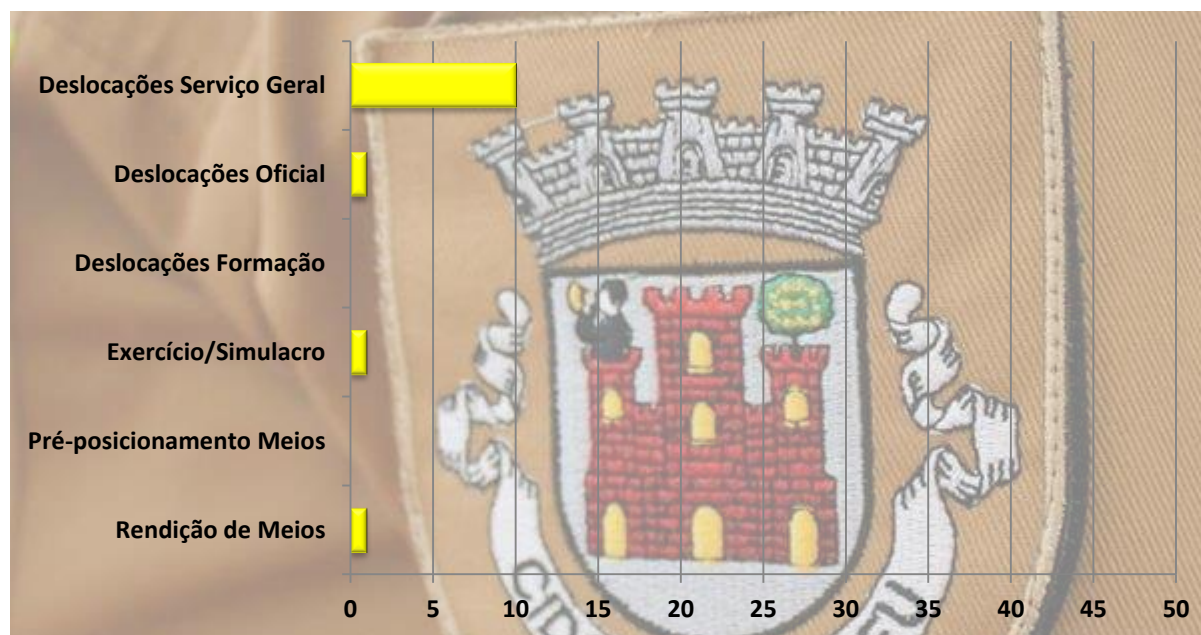 Deslocações Serviço Geral
Deslocações Oficial
Deslocações Formação
Exercício/Simulacro
Pré-posicionamento Meios
Rendição de Meios
0 5 10 15 20 25 30 35 40 45 50